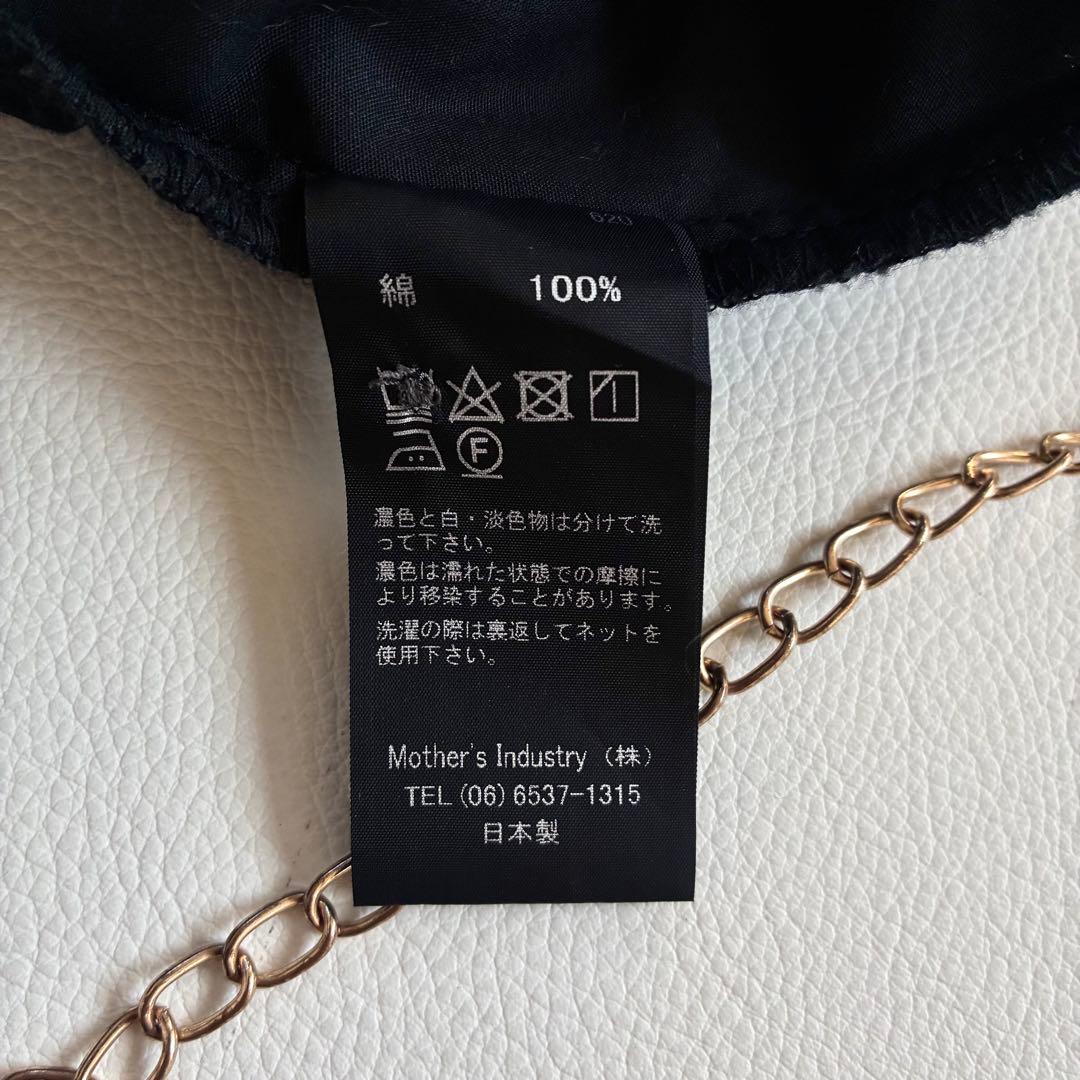 620
綿 100%
F
濃色と白・淡色物は分けて洗
って下さい。
濃色は濡れた状態での摩擦に
より移染することがあります。
洗濯の際は裏返してネットを
使用下さい。
Mother's Industry（株）
TEL(06)6537-1315
日本製